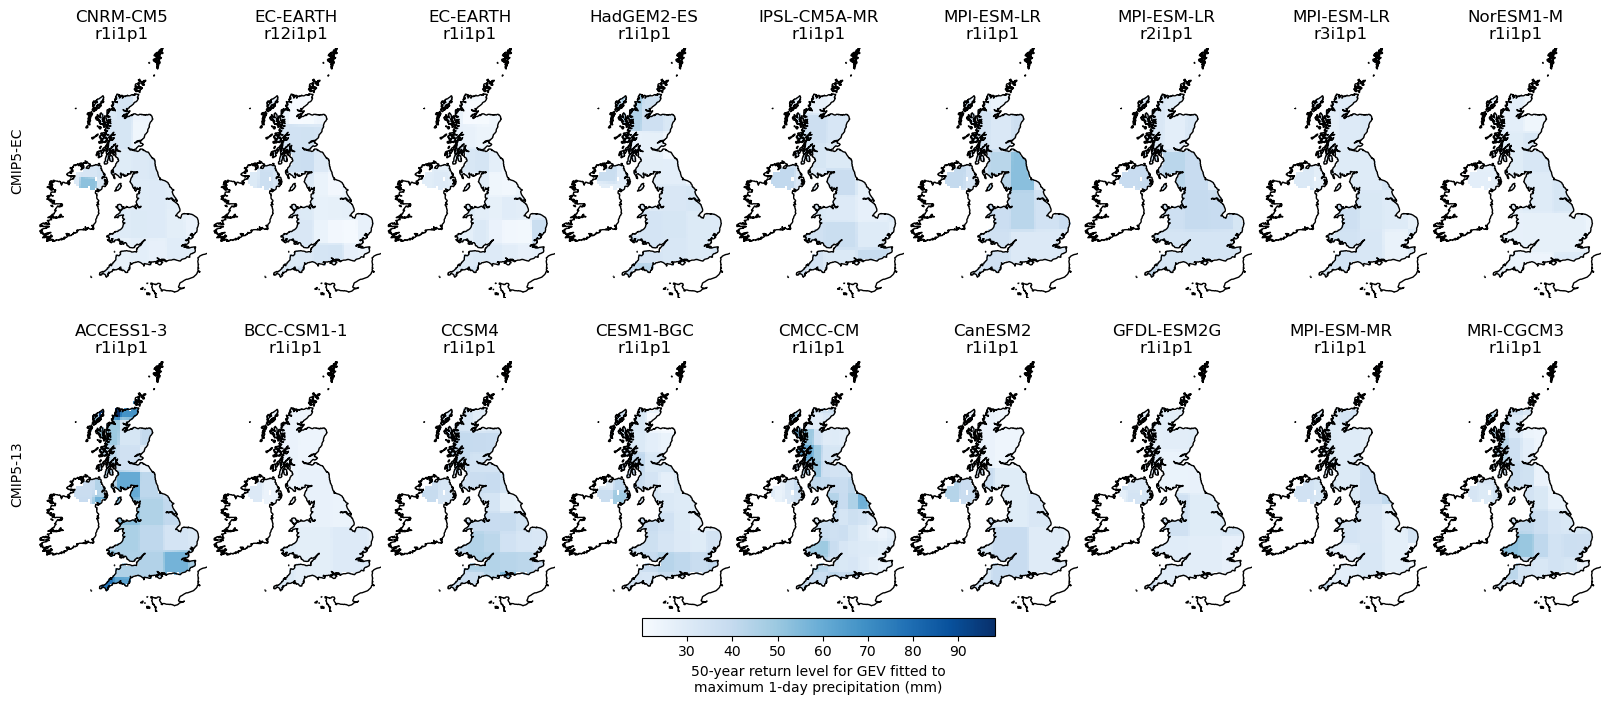 CNRM-CM5
r1i1p1
EC-EARTH
r12i1p1
EC-EARTH
r1i1p1
HadGEM2-ES
r1i1p1
IPSL-CM5A-MR
r1i1p1
MPI-ESM-LR
r1i1p1
MPI-ESM-LR
r2i1p1
MPI-ESM-LR
r3i1p1
NorESM1-M
r1i1p1
CMIP5-EC
ACCESS1-3
r1i1p1
BCC-CSM1-1
r1i1p1
CCSM4
r1i1p1
CESM1-BGC
r1i1p1
CMCC-CM
r1i1p1
CanESM2
r1i1p1
GFDL-ESM2G
r1i1p1
MPI-ESM-MR
r1i1p1
MRI-CGCM3
r1i1p1
CMIP5-13
30 40 50 60 70 80 90
50-year return level for GEV fitted to
maximum 1-day precipitation (mm)